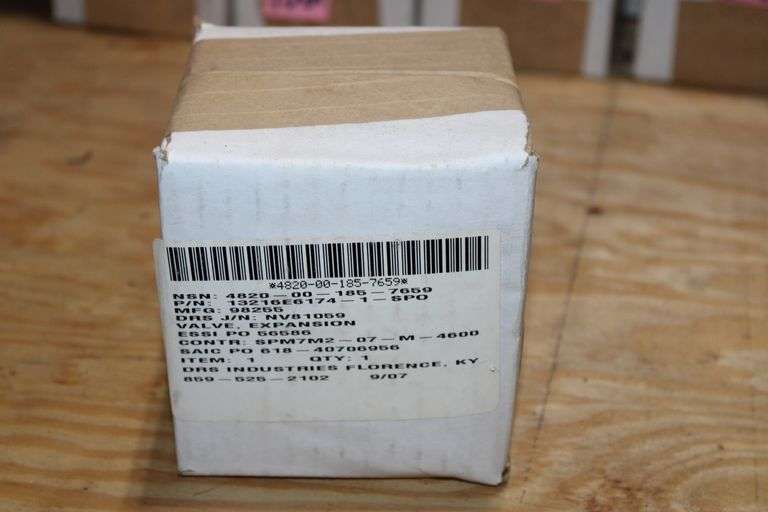 *4820-00-185-7659*
NSN: 4820-00-185-7659
P/N: 13216E6174-1-SPO
MFG: 98255
DRS J/N: NV81059
VALVE, EXPANSION
ESSI PO 56586
CONTR: SPM7M2-07-M-4600
SAIC PO 618-40706956
ITEM: 1 QTY: 1
DRS INDUSTRIES FLORENCE, KY
859-525-2102 9/07